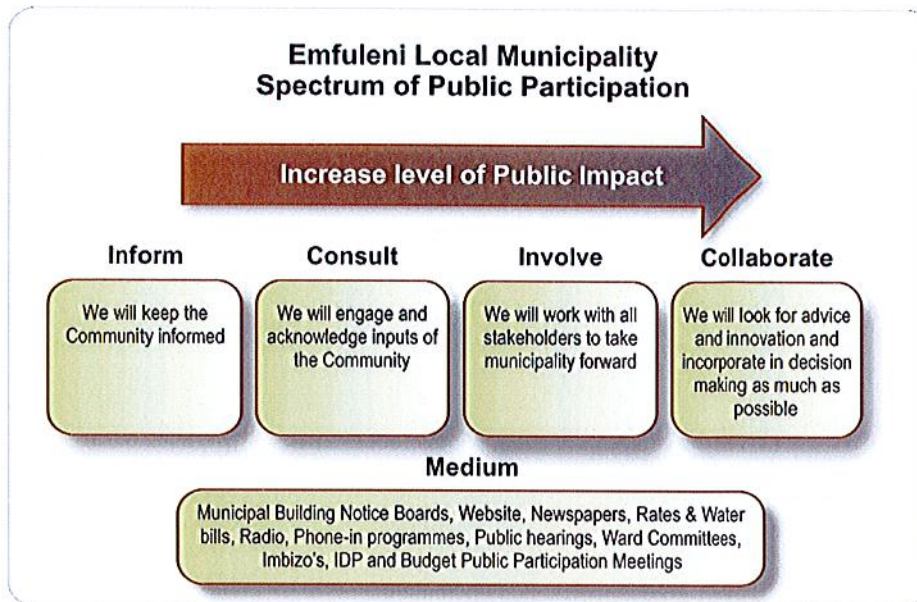 Emfuleni Local Municipality
Spectrum of Public Participation
Increase level of Public Impact
Inform
We will keep the
Community informed
Consult
We will engage and
acknowledge inputs of
the Community
Involve
We will work with all
stakeholders to take
municipality forward
Collaborate
We will look for advice
and innovation and
incorporate in decision
making as much as
possible
Medium
Municipal Building Notice Boards, Website, Newspapers, Rates & Water
bills, Radio, Phone-in programmes, Public hearings, Ward Committees,
Imbizo's, IDP and Budget Public Participation Meetings